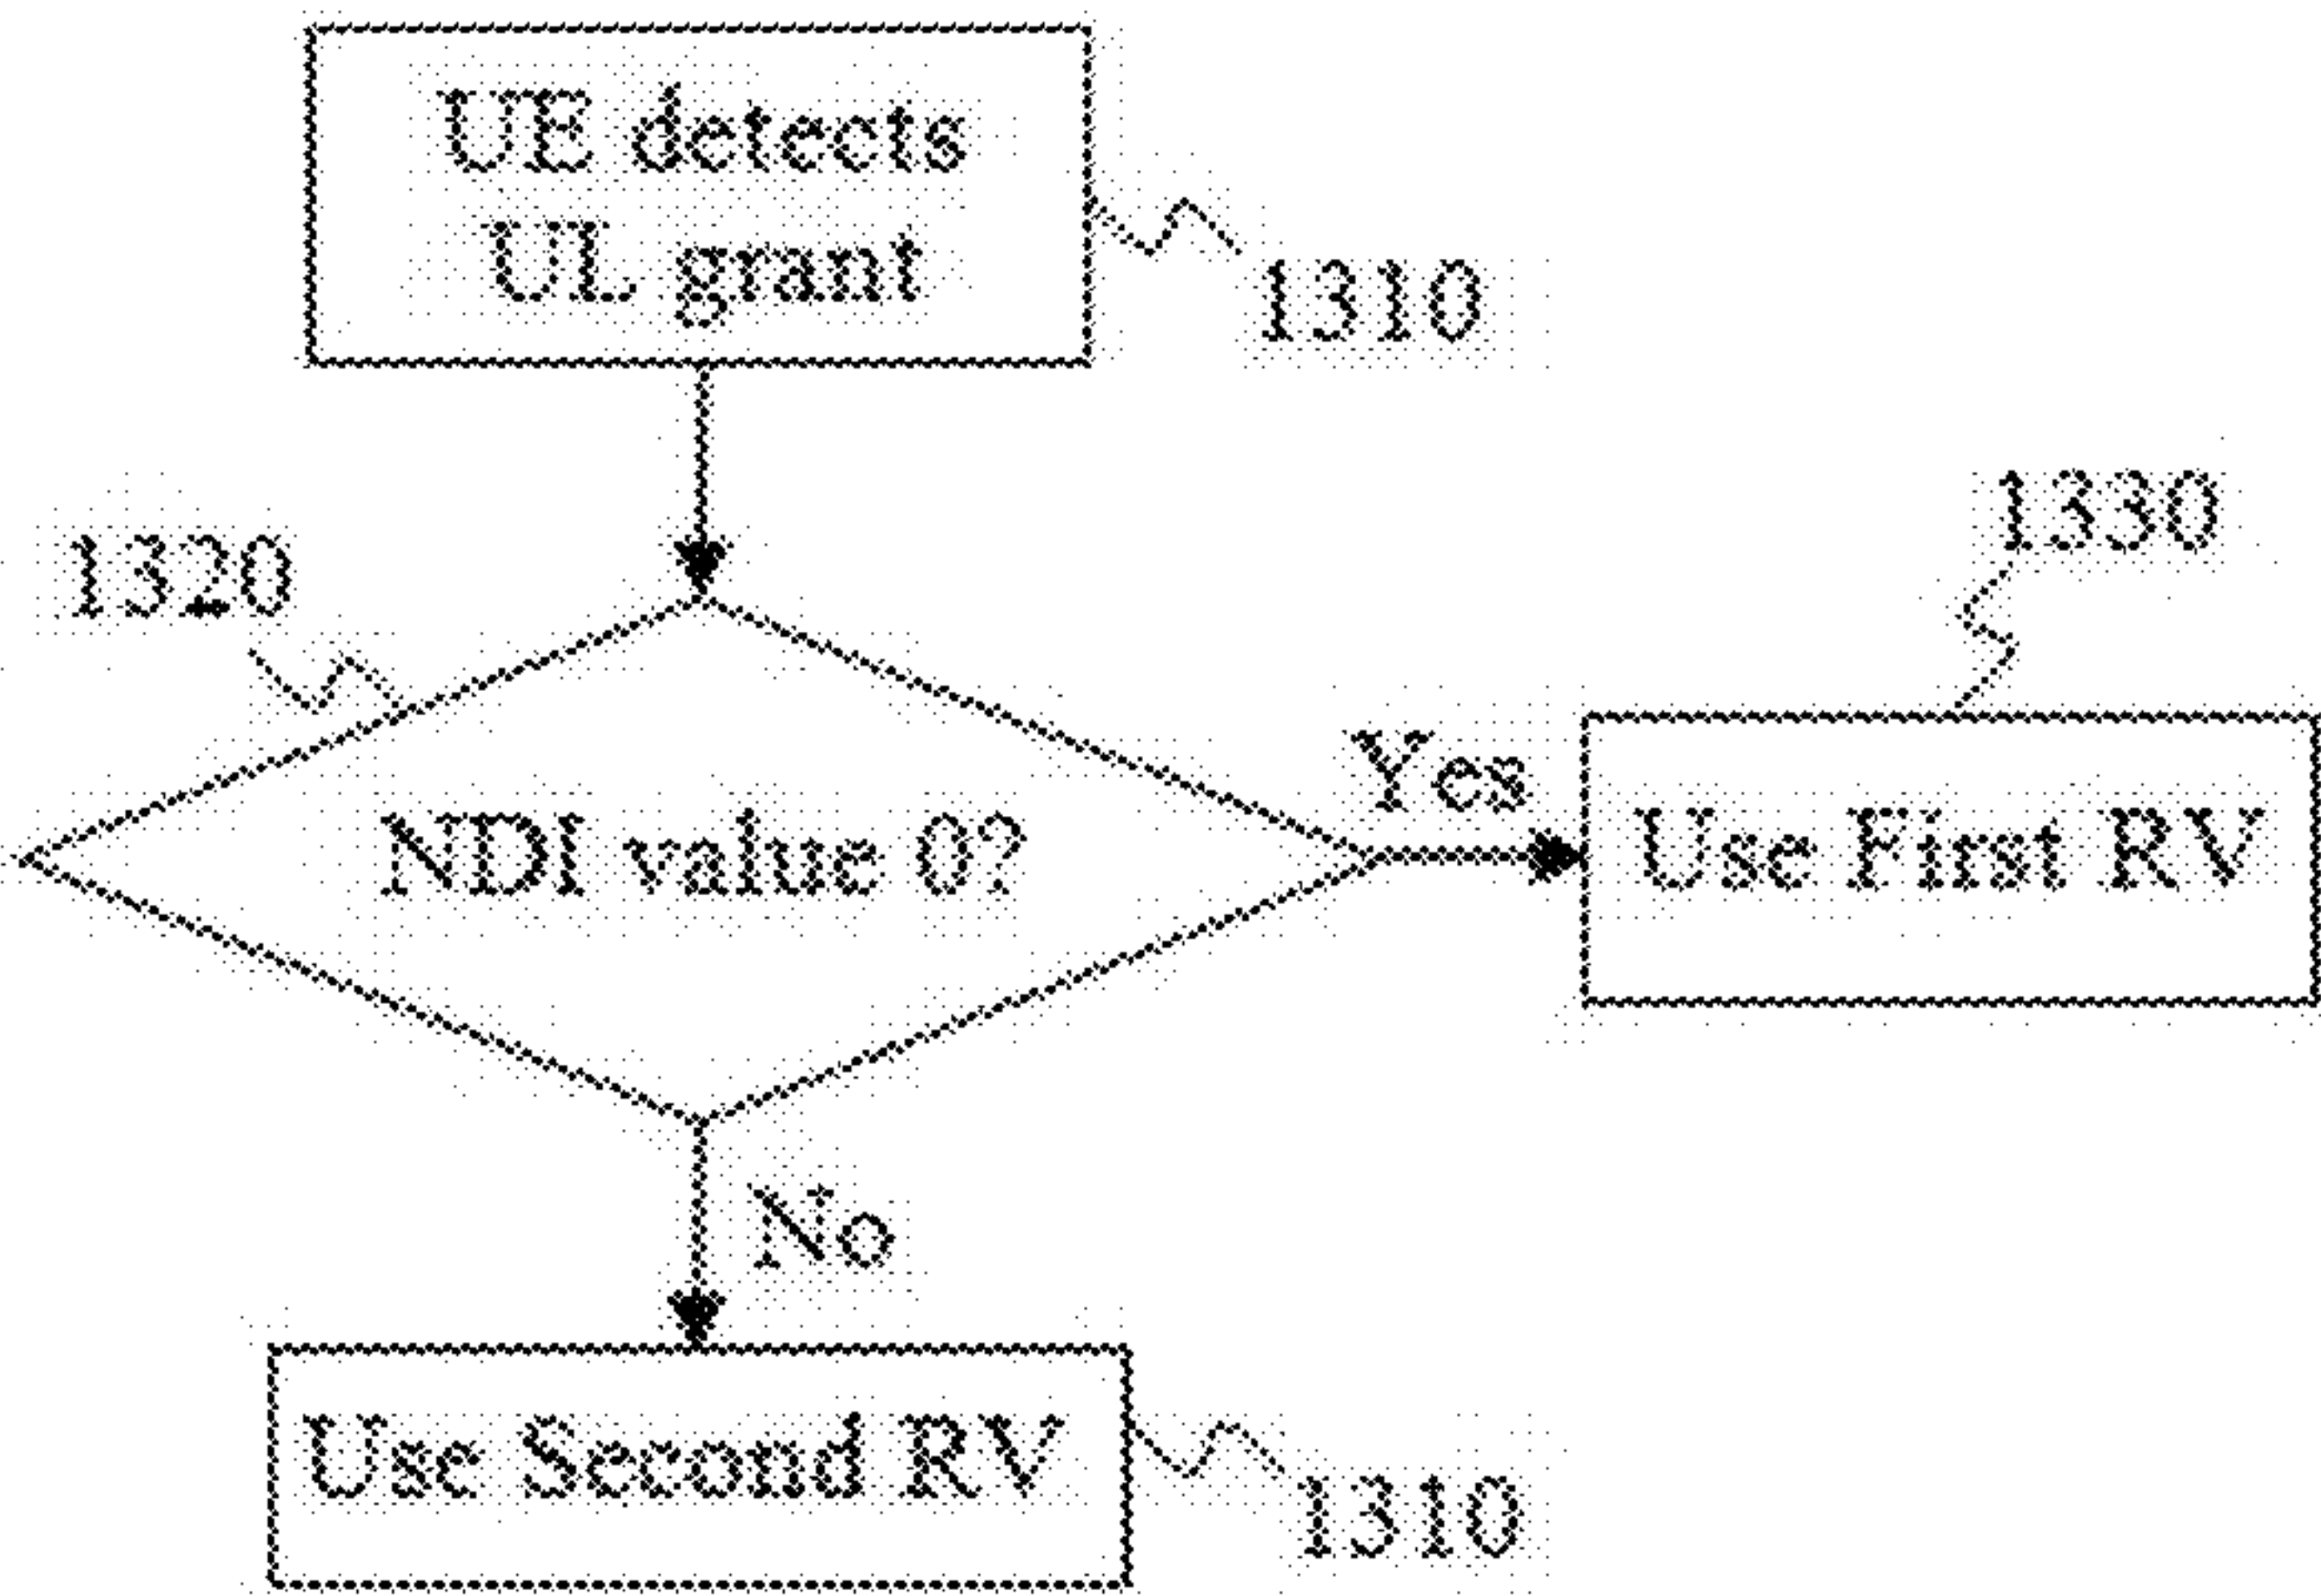 UE detects
UL grant
1310
1320
1330
NDI value 0?
Yes
Use First RV
No
Use Second RV
1310